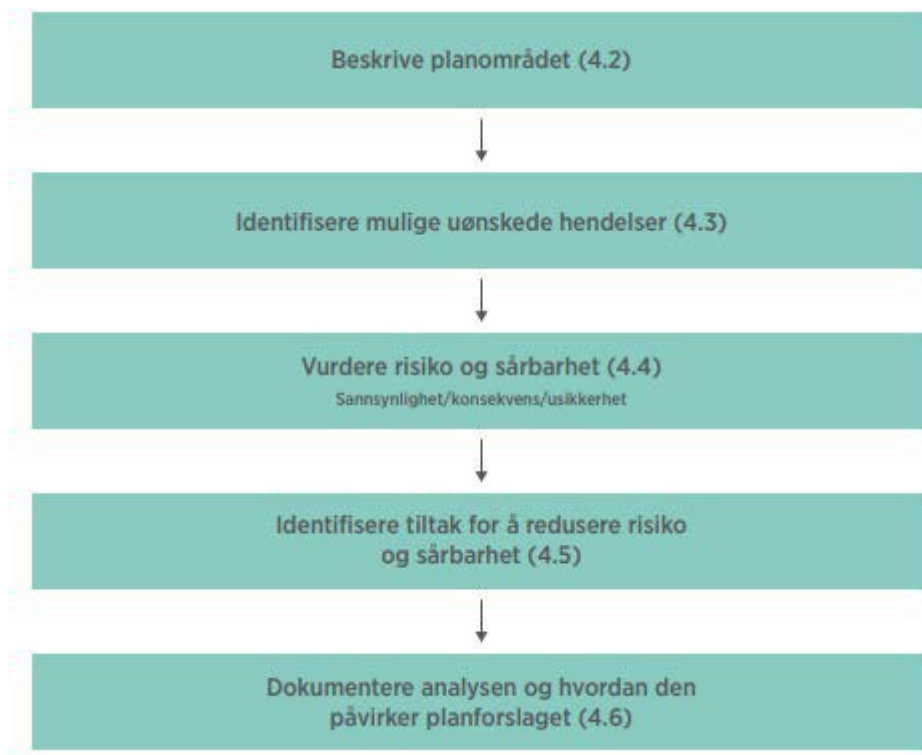 Beskrive planområdet (4.2)
Identifisere mulige uønskede hendelser (4.3)
Vurdere risiko og sårbarhet (4.4)
Sannsynlighet/konsekvens/usikkerhet
Identifisere tiltak for å redusere risiko
og sårbarhet (4.5)
Dokumentere analysen og hvordan den
påvirker planforslaget (4.6)